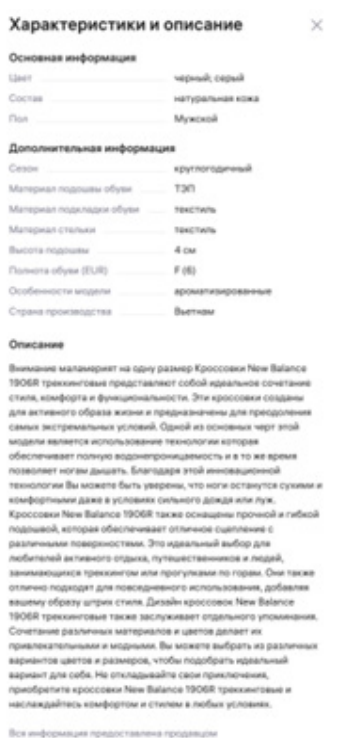 Характеристики и описание
Основная информация
Цвет черный; серый
Состав натуральная кожа
Пол Мужской
Дополнительная информация
Сезон круглогодичный
Материал подошвы обуви ТЭП
Материал подкладки обуви текстиль
Материал стельки текстиль
Высота подошвы 4 см
Полнота обуви (EUR) F (6)
Особенности модели ароматизированные
Страна производства Вьетнам
Описание
Внимание маламерият на одну размер Кроссовки New Balance
1906R треккинговые представляют собой идеальное сочетание
стиля, комфорта и функциональности. Эти кроссовки созданы
для активного образа жизни и предназначены для преодоления
самых экстремальных условий. Одной из основных черт этой
модели является использование технологии которая
обеспечивает полную водонепроницаемость и в то же время
позволяет ногам дышать. Благодаря этой инновационной
технологии Вы можете быть уверены, что ноги останутся сухими и
комфортными даже в условиях сильного дождя или луж.
Кроссовки New Balance 1906R также оснащены прочной и гибкой
подошвой, которая обеспечивает отличное сцепление с
различными поверхностями. Это идеальный выбор для
любителей активного отдыха, путешественников и людей,
занимающихся треккингом или прогулками по горам. Они также
отлично подходят для повседневного использования, добавляя
вашему образу штрих стиля. Дизайн кроссовок New Balance
1906R треккинговые также заслуживает отдельного упоминания.
Сочетание различных материалов и цветов делает их
привлекательными и модными. Вы можете выбрать из различных
вариантов цветов и размеров, чтобы подобрать идеальный
вариант для себя. Не откладывайте свои приключения,
приобретите кроссовки New Balance 1906R треккинговые и
наслаждайтесь комфортом и стилем в любых условиях.
Вся информация предоставлена продавцом